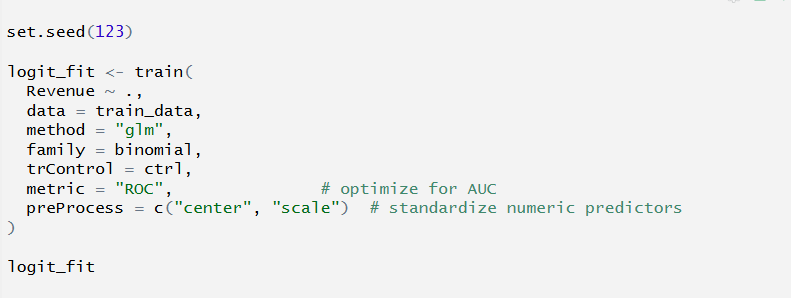 set.seed(123)
logit_fit <- train(
  Revenue ~ .,
  data = train_data,
  method = "glm",
  family = binomial,
  trControl = ctrl,
  metric = "ROC",               # optimize for AUC
  preProcess = c("center", "scale")  # standardize numeric predictors
)
logit_fit